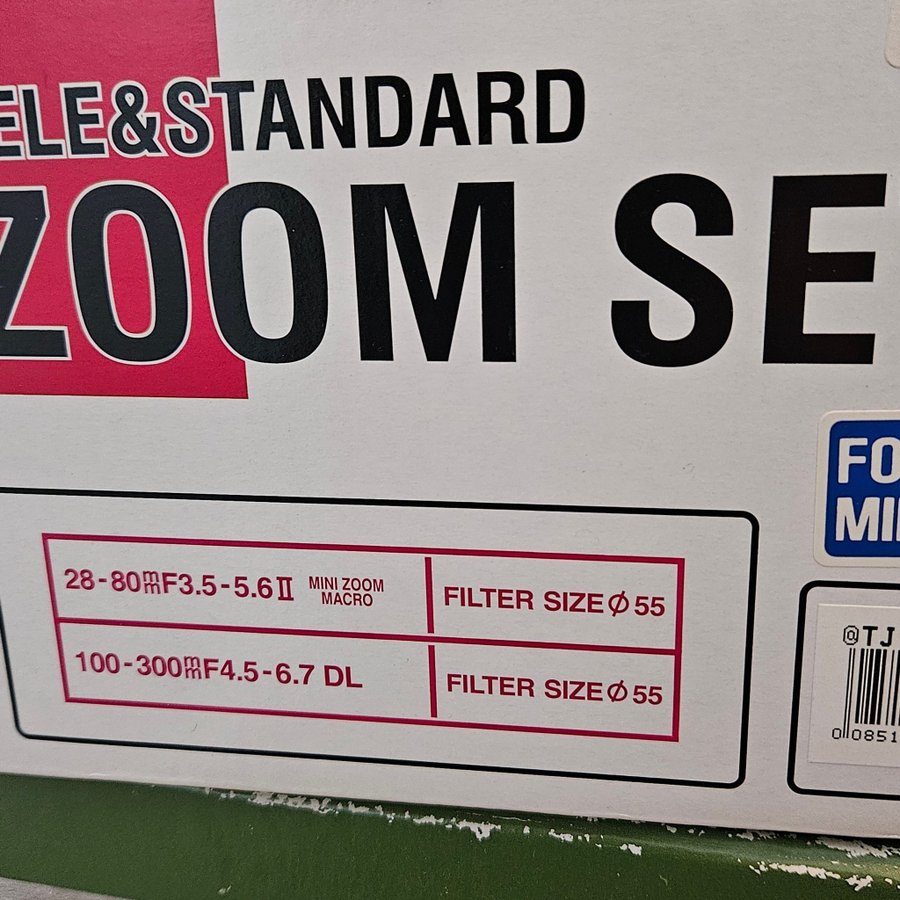 ELE&STANDARD
ZOOM SE
FO
MI
28-80mmF3.5-5.6Ⅱ MINI ZOOM MACRO FILTER SIZE φ 55
100-300mmF4.5-6.7 DL FILTER SIZE φ 55
@TJ
0 0851